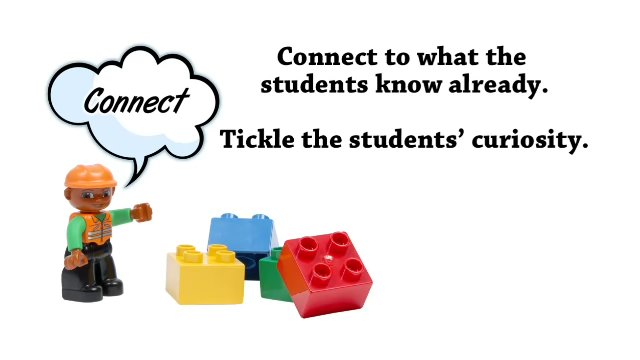 Connect
Connect to what the
students know already.
Tickle the students’ curiosity.